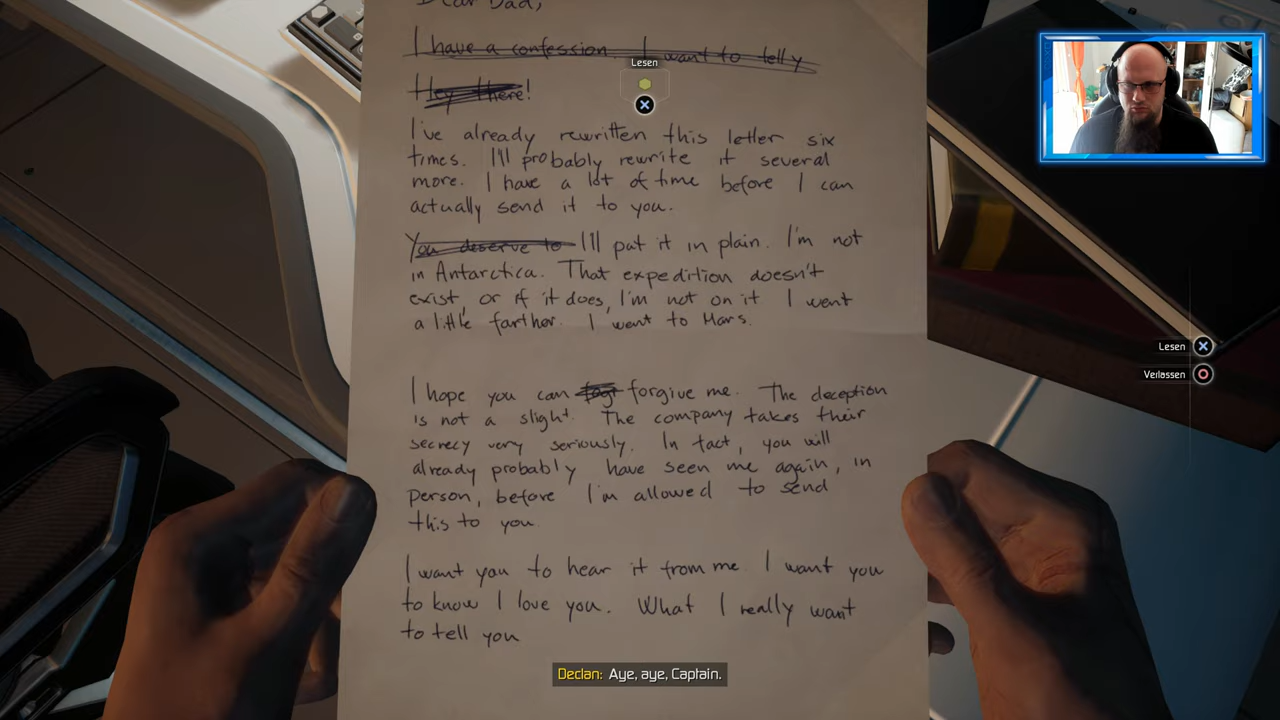 Dear Dad,
I have a confession. I want to tell y
Hey there!
Lesen
I've already rewritten this letter six
times. I'll probably rewrite it several
more. I have a lot of time before I can
actually send it to you.
You deserve to I'll put it in plain. I'm not
in Antarctica. That expedition doesn't
exist, or if it does, I'm not on it. I went
a little farther. I went to Mars.
Lesen
Verlassen
I hope you can forgive me. The deception
is not a slight. The company takes their
secrecy very seriously. In fact, you will
already probably have seen me again, in
person, before I'm allowed to send
this to you.
I want you to hear it from me. I want you
to know I love you. What I really want
to tell you
Declan: Aye, aye, Captain.